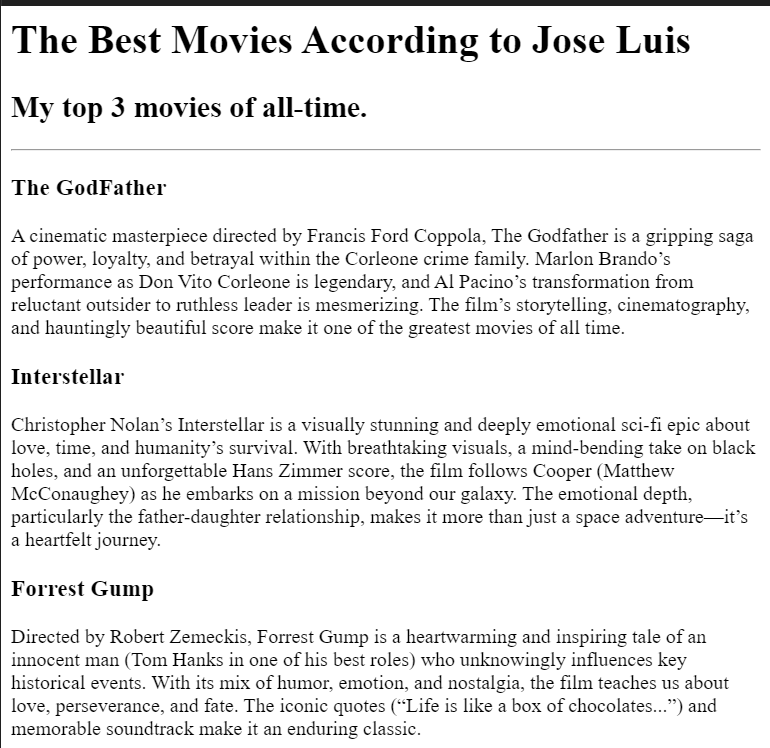 The Best Movies According to Jose Luis
My top 3 movies of all-time.
The GodFather
A cinematic masterpiece directed by Francis Ford Coppola, The Godfather is a gripping saga
of power, loyalty, and betrayal within the Corleone crime family. Marlon Brando’s
performance as Don Vito Corleone is legendary, and Al Pacino’s transformation from
reluctant outsider to ruthless leader is mesmerizing. The film’s storytelling, cinematography,
and hauntingly beautiful score make it one of the greatest movies of all time.
Interstellar
Christopher Nolan’s Interstellar is a visually stunning and deeply emotional sci-fi epic about
love, time, and humanity’s survival. With breathtaking visuals, a mind-bending take on black
holes, and an unforgettable Hans Zimmer score, the film follows Cooper (Matthew
McConaughey) as he embarks on a mission beyond our galaxy. The emotional depth,
particularly the father-daughter relationship, makes it more than just a space adventure—it’s
a heartfelt journey.
Forrest Gump
Directed by Robert Zemeckis, Forrest Gump is a heartwarming and inspiring tale of an
innocent man (Tom Hanks in one of his best roles) who unknowingly influences key
historical events. With its mix of humor, emotion, and nostalgia, the film teaches us about
love, perseverance, and fate. The iconic quotes (“Life is like a box of chocolates...”) and
memorable soundtrack make it an enduring classic.